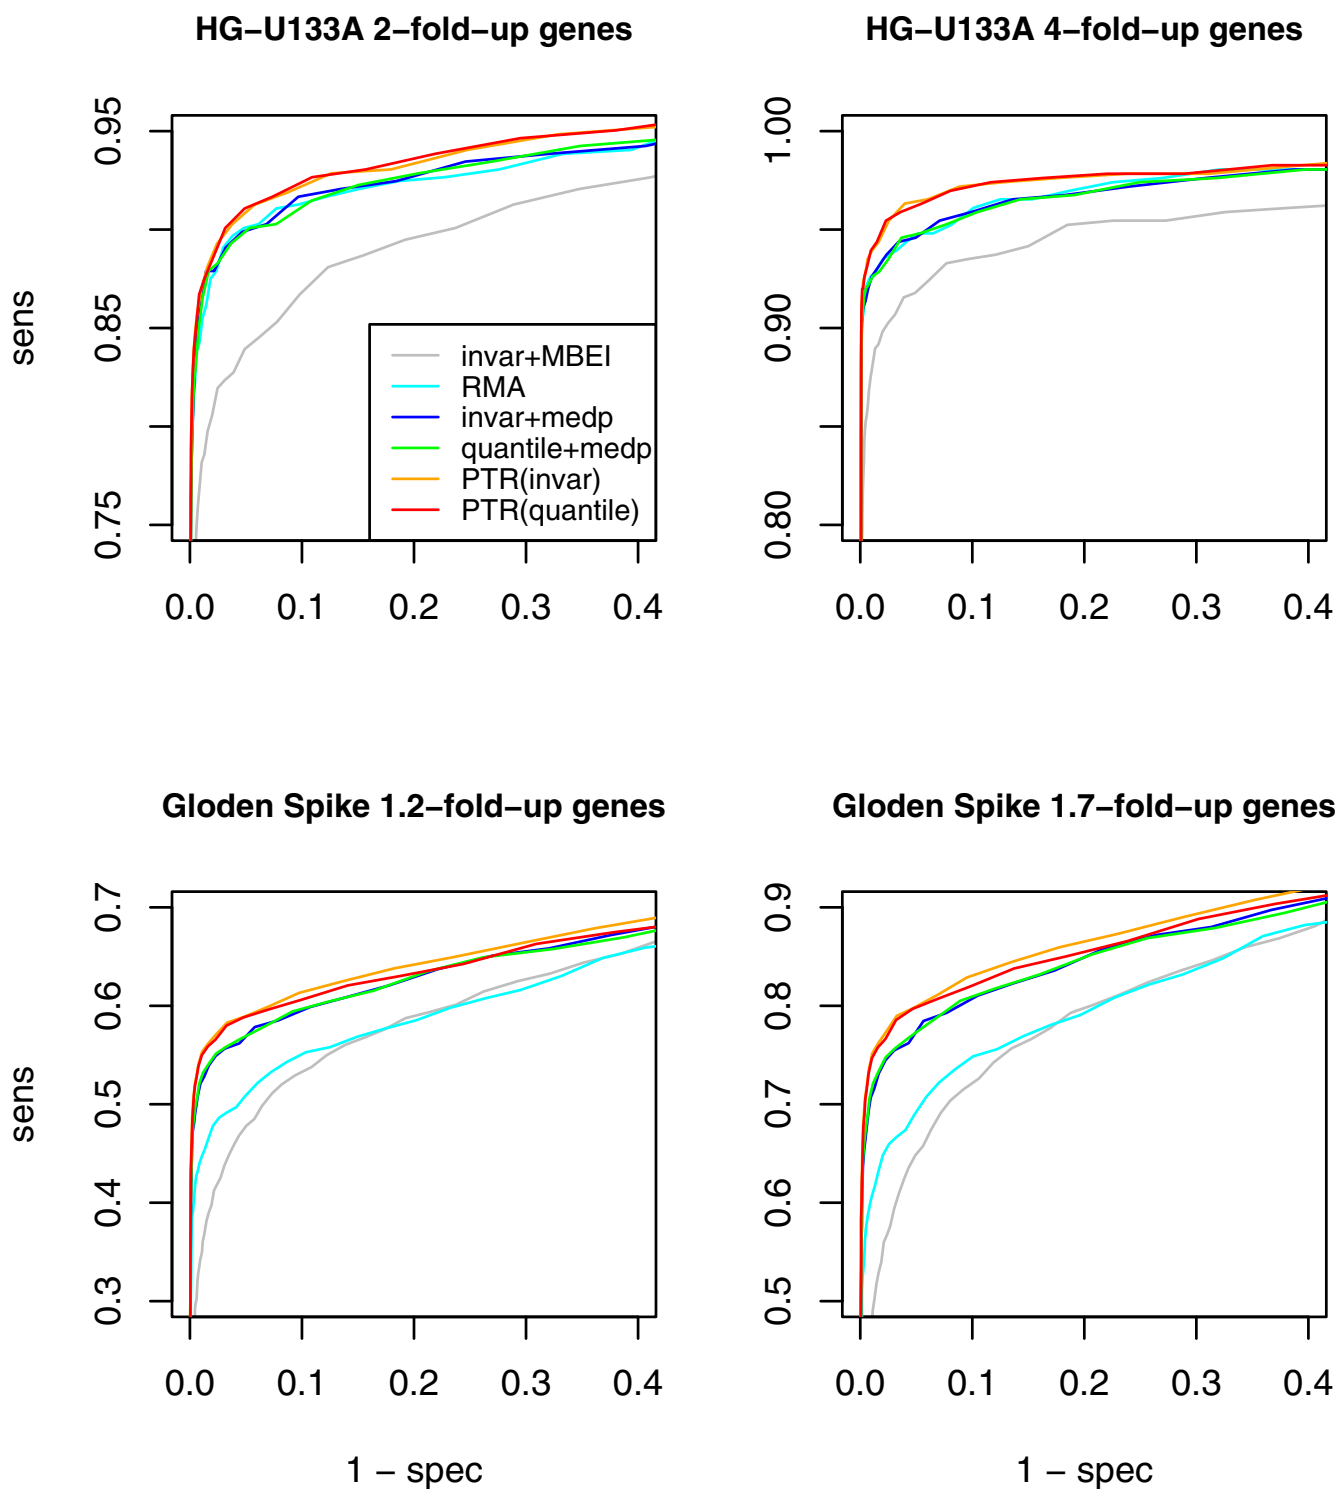 HG−U133A 2−fold−up genes
sens
0.95
0.85
0.75
0.0 0.1 0.2 0.3 0.4
invar+MBEI
RMA
invar+medp
quantile+medp
PTR(invar)
PTR(quantile)
HG−U133A 4−fold−up genes
1.00
0.90
0.80
0.0 0.1 0.2 0.3 0.4
Gloden Spike 1.2−fold−up genes
sens
0.7
0.6
0.5
0.4
0.3
0.0 0.1 0.2 0.3 0.4
1 − spec
Gloden Spike 1.7−fold−up genes
0.9
0.8
0.7
0.6
0.5
0.0 0.1 0.2 0.3 0.4
1 − spec